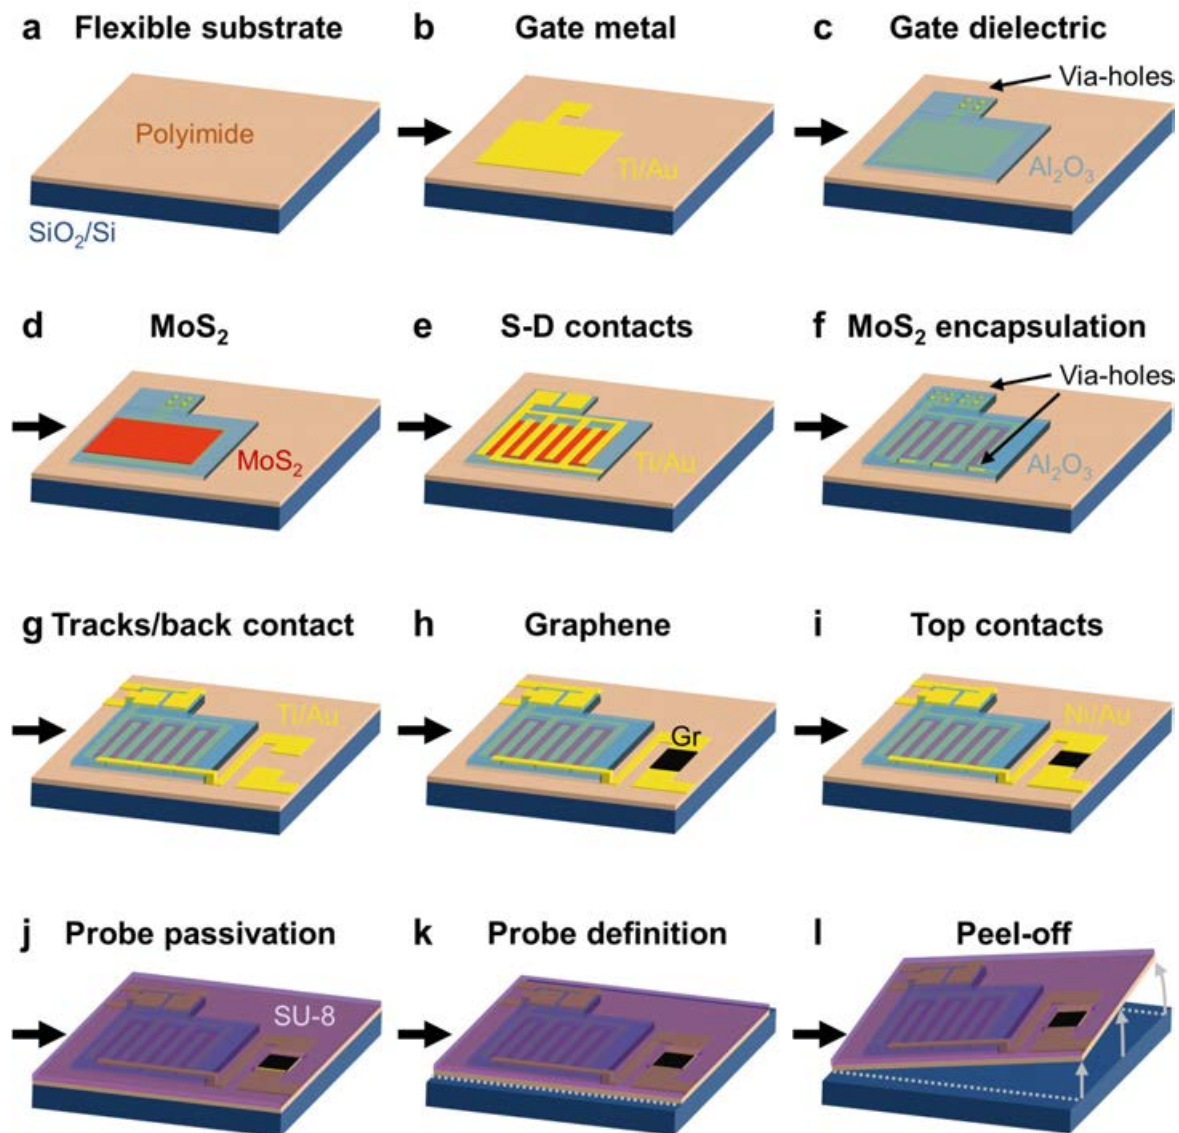 a Flexible substrate
b Gate metal
c Gate dielectric
Via-holes
Polyimide
Ti/Au
Al₂O₃
SiO₂/Si
d MoS₂
e S-D contacts
f MoS₂ encapsulation
Via-holes
MoS₂
Ti/Au
Al₂O₃
g Tracks/back contact
h Graphene
i Top contacts
Ti/Au
Gr
Ni/Au
j Probe passivation
k Probe definition
l Peel-off
SU-8